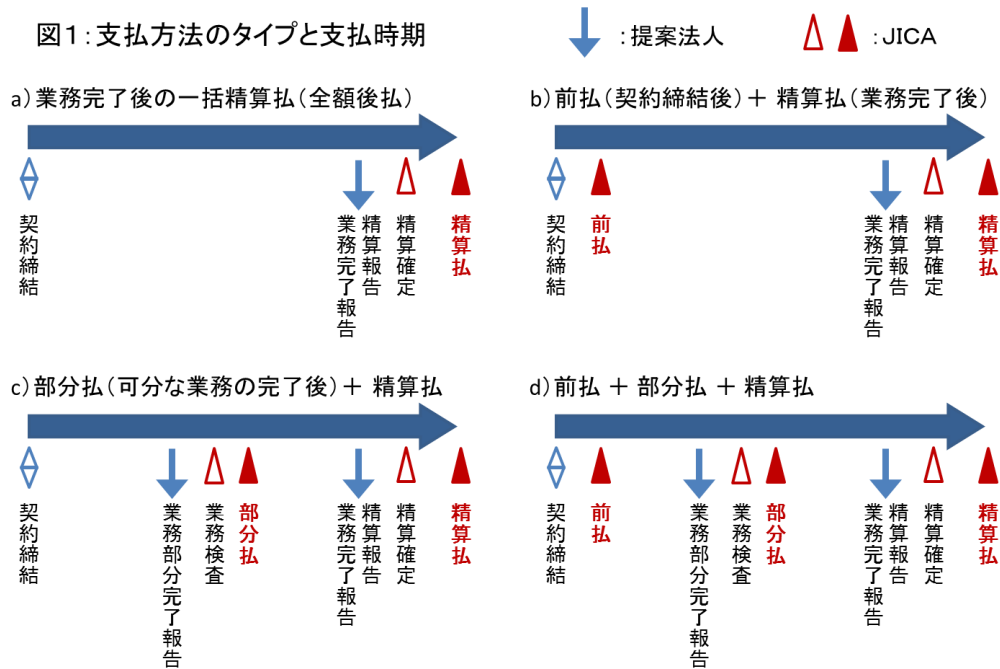 図1:支払方法のタイプと支払時期
:提案法人
:JICA
a)業務完了後の一括精算払(全額後払)
契約締結
業務完了報告
精算報告
精算確定
精算払
b)前払(契約締結後)+ 精算払(業務完了後)
契約締結
前払
業務完了報告
精算報告
精算確定
精算払
c)部分払(可分な業務の完了後)+ 精算払
契約締結
業務部分完了報告
業務検査
部分払
業務完了報告
精算報告
精算確定
精算払
d)前払 + 部分払 + 精算払
契約締結
前払
業務部分完了報告
業務検査
部分払
業務完了報告
精算報告
精算確定
精算払